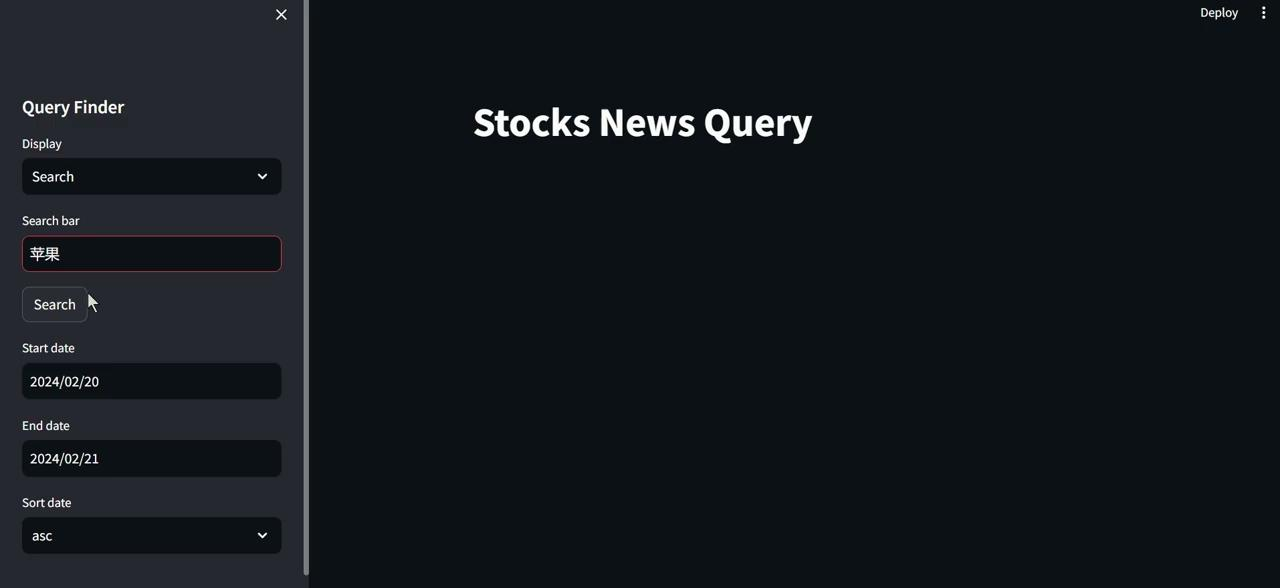 Deploy
Query Finder
Display
Search
Search bar
苹果
Search
Start date
2024/02/20
End date
2024/02/21
Sort date
asc
Stocks News Query